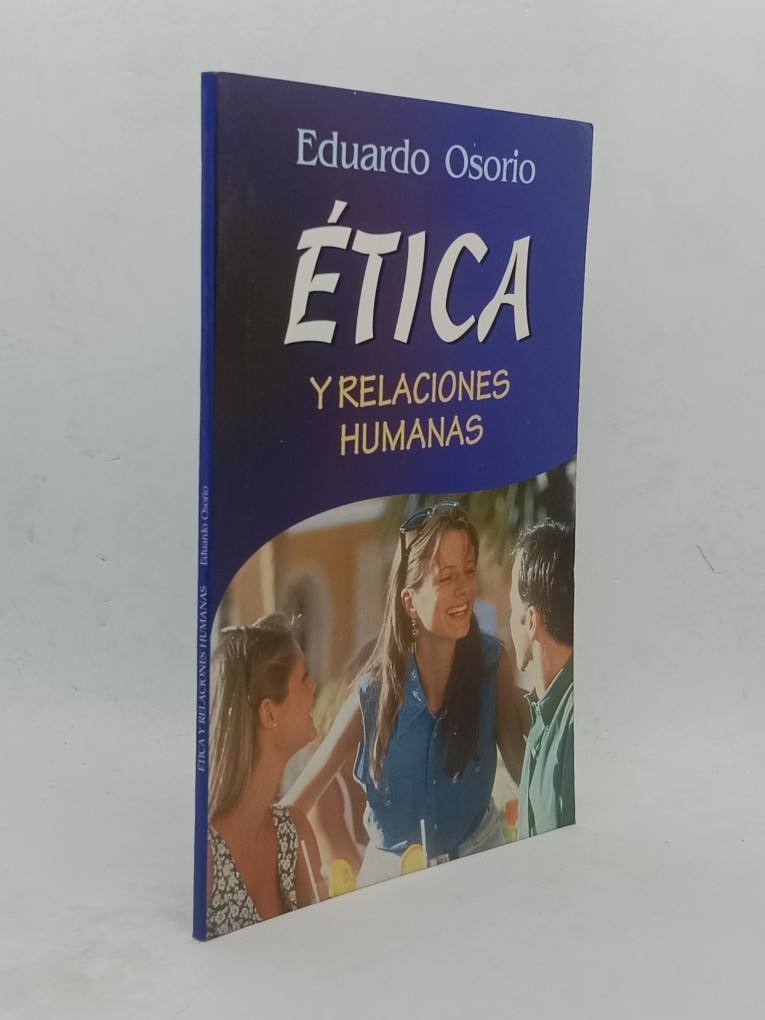 Eduardo Osorio
ÉTICA
Y RELACIONES
HUMANAS
ÉTICA Y RELACIONES HUMANAS Eduardo Osorio